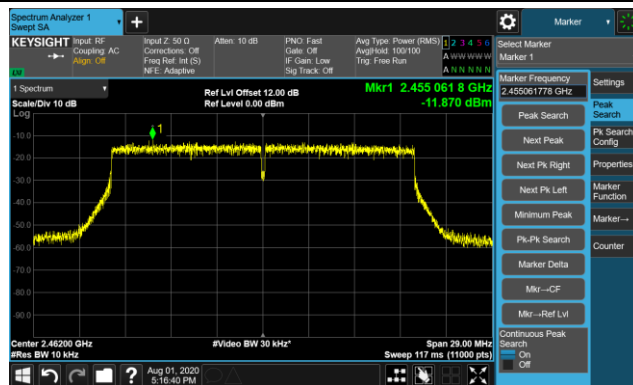 Spectrum Analyzer 1
Swept SA
+
Marker
KEYSIGHT
Input: RF
Coupling: AC
Align: Off
Input Z: 50 Ω
Corrections: Off
Freq Ref: Int (S)
NFE: Adaptive
Atten: 10 dB
PNO: Fast
Gate: Off
IF Gain: Low
Sig Track: Off
Avg Type: Power (RMS)
Avg|Hold: 100/100
Trig: Free Run
1 2 3 4 5 6
A W W W W W
A N N N N N
Select Marker
Marker 1
LXI
1 Spectrum
Scale/Div 10 dB
Log
Ref Lvl Offset 12.00 dB
Ref Level 0.00 dBm
Mkr1 2.455 061 8 GHz
-11.870 dBm
1
-10.0
-20.0
-30.0
-40.0
-50.0
-60.0
-70.0
-80.0
-90.0
Center 2.46200 GHz
#Res BW 10 kHz
#Video BW 30 kHz*
Span 29.00 MHz
Sweep 117 ms (11000 pts)
Marker Frequency
2.455061778 GHz
Peak Search
Next Peak
Next Pk Right
Next Pk Left
Minimum Peak
Pk-Pk Search
Marker Delta
Mkr→CF
Mkr→Ref Lvl
Continuous Peak
Search
On
Off
Settings
Peak
Search
Pk Search
Config
Properties
Marker
Function
Marker→
Counter
?
Aug 01, 2020
5:16:40 PM